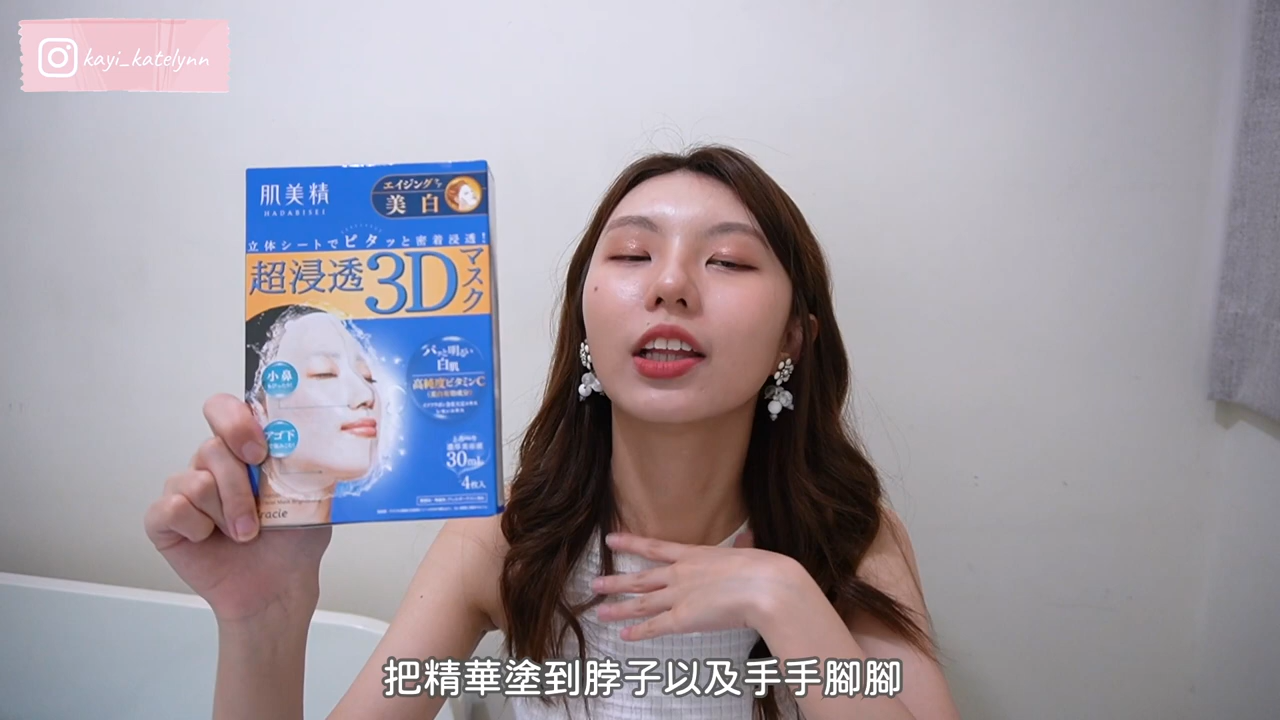 kayi_katelynn
肌美精
HADABISEI
エイジングケア
美白
立体シートでピタッと密着浸透!
超浸透3Dマスク
パッと明るい
白肌
高純度ビタミンC
小鼻
アゴ下
30mL
4枚入
racie
把精華塗到脖子以及手手腳腳